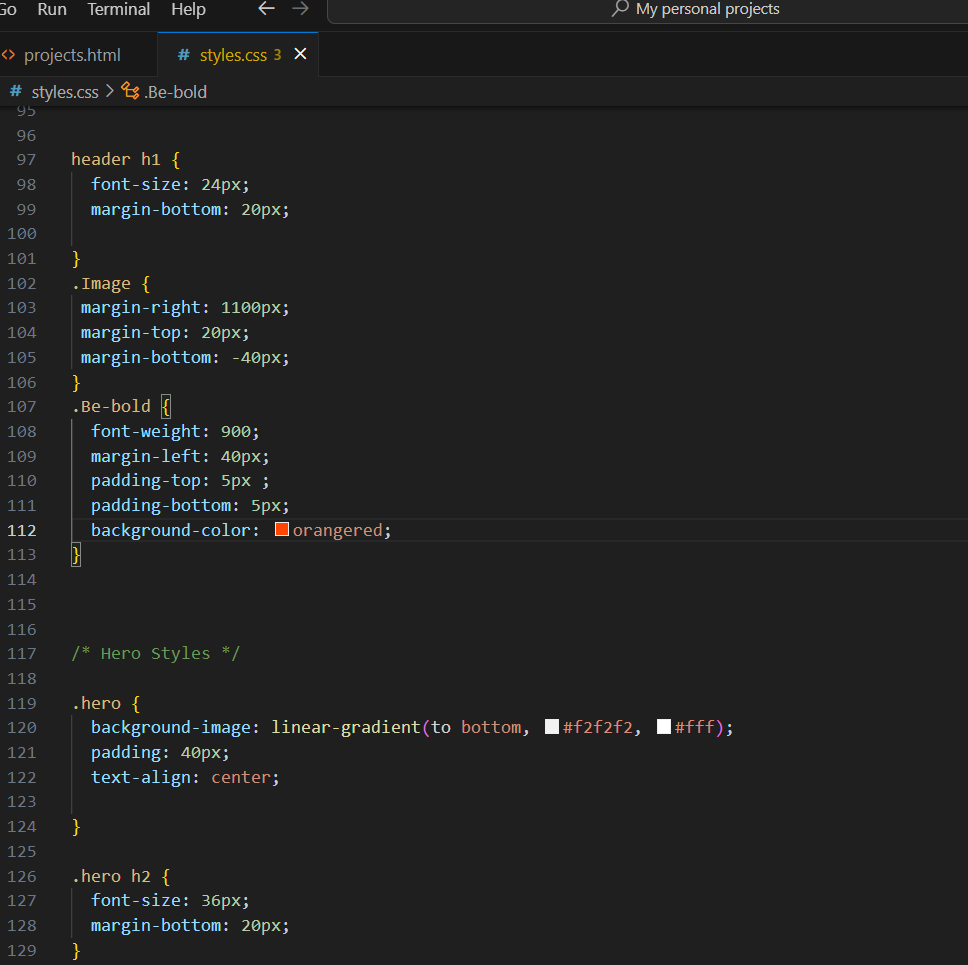 Go Run Terminal Help ← → My personal projects
<> projects.html # styles.css 3 ×
# styles.css > .Be-bold
95
96
97 header h1 {
98 font-size: 24px;
99 margin-bottom: 20px;
100
101 }
102 .Image {
103 margin-right: 1100px;
104 margin-top: 20px;
105 margin-bottom: -40px;
106 }
107 .Be-bold {
108 font-weight: 900;
109 margin-left: 40px;
110 padding-top: 5px ;
111 padding-bottom: 5px;
112 background-color: orangered;
113 }
114
115
116
117 /* Hero Styles */
118
119 .hero {
120 background-image: linear-gradient(to bottom, #f2f2f2, #fff);
121 padding: 40px;
122 text-align: center;
123
124 }
125
126 .hero h2 {
127 font-size: 36px;
128 margin-bottom: 20px;
129 }